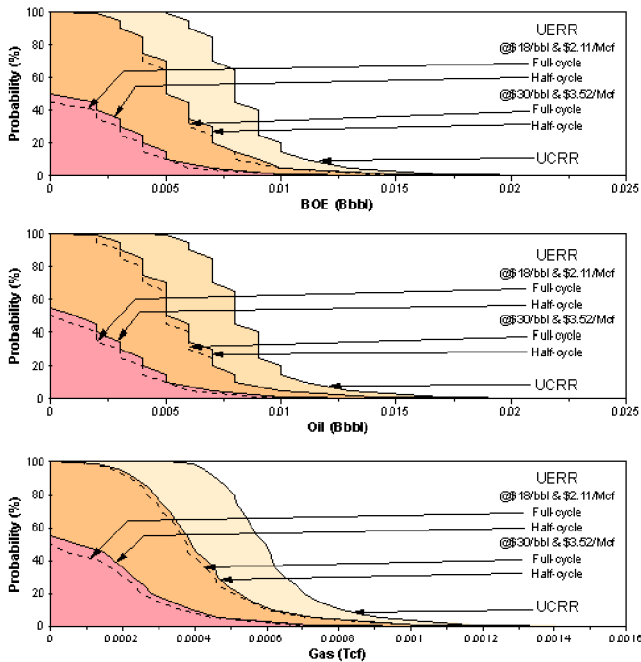 100
80
60
40
20
0
Probability (%)
UERR
@$18/bbl & $2.11/Mcf
Full-cycle
Half-cycle
@$30/bbl & $3.52/Mcf
Full-cycle
Half-cycle
UCRR
0 0.005 0.01 0.015 0.02 0.025
BOE (Bbbl)
100
80
60
40
20
0
Probability (%)
UERR
@$18/bbl & $2.11/Mcf
Full-cycle
Half-cycle
@$30/bbl & $3.52/Mcf
Full-cycle
Half-cycle
UCRR
0 0.005 0.01 0.015 0.02 0.025
Oil (Bbbl)
100
80
60
40
20
0
Probability (%)
UERR
@$18/bbl & $2.11/Mcf
Full-cycle
Half-cycle
@$30/bbl & $3.52/Mcf
Full-cycle
Half-cycle
UCRR
0 0.0002 0.0004 0.0006 0.0008 0.001 0.0012 0.0014 0.0016
Gas (Tcf)